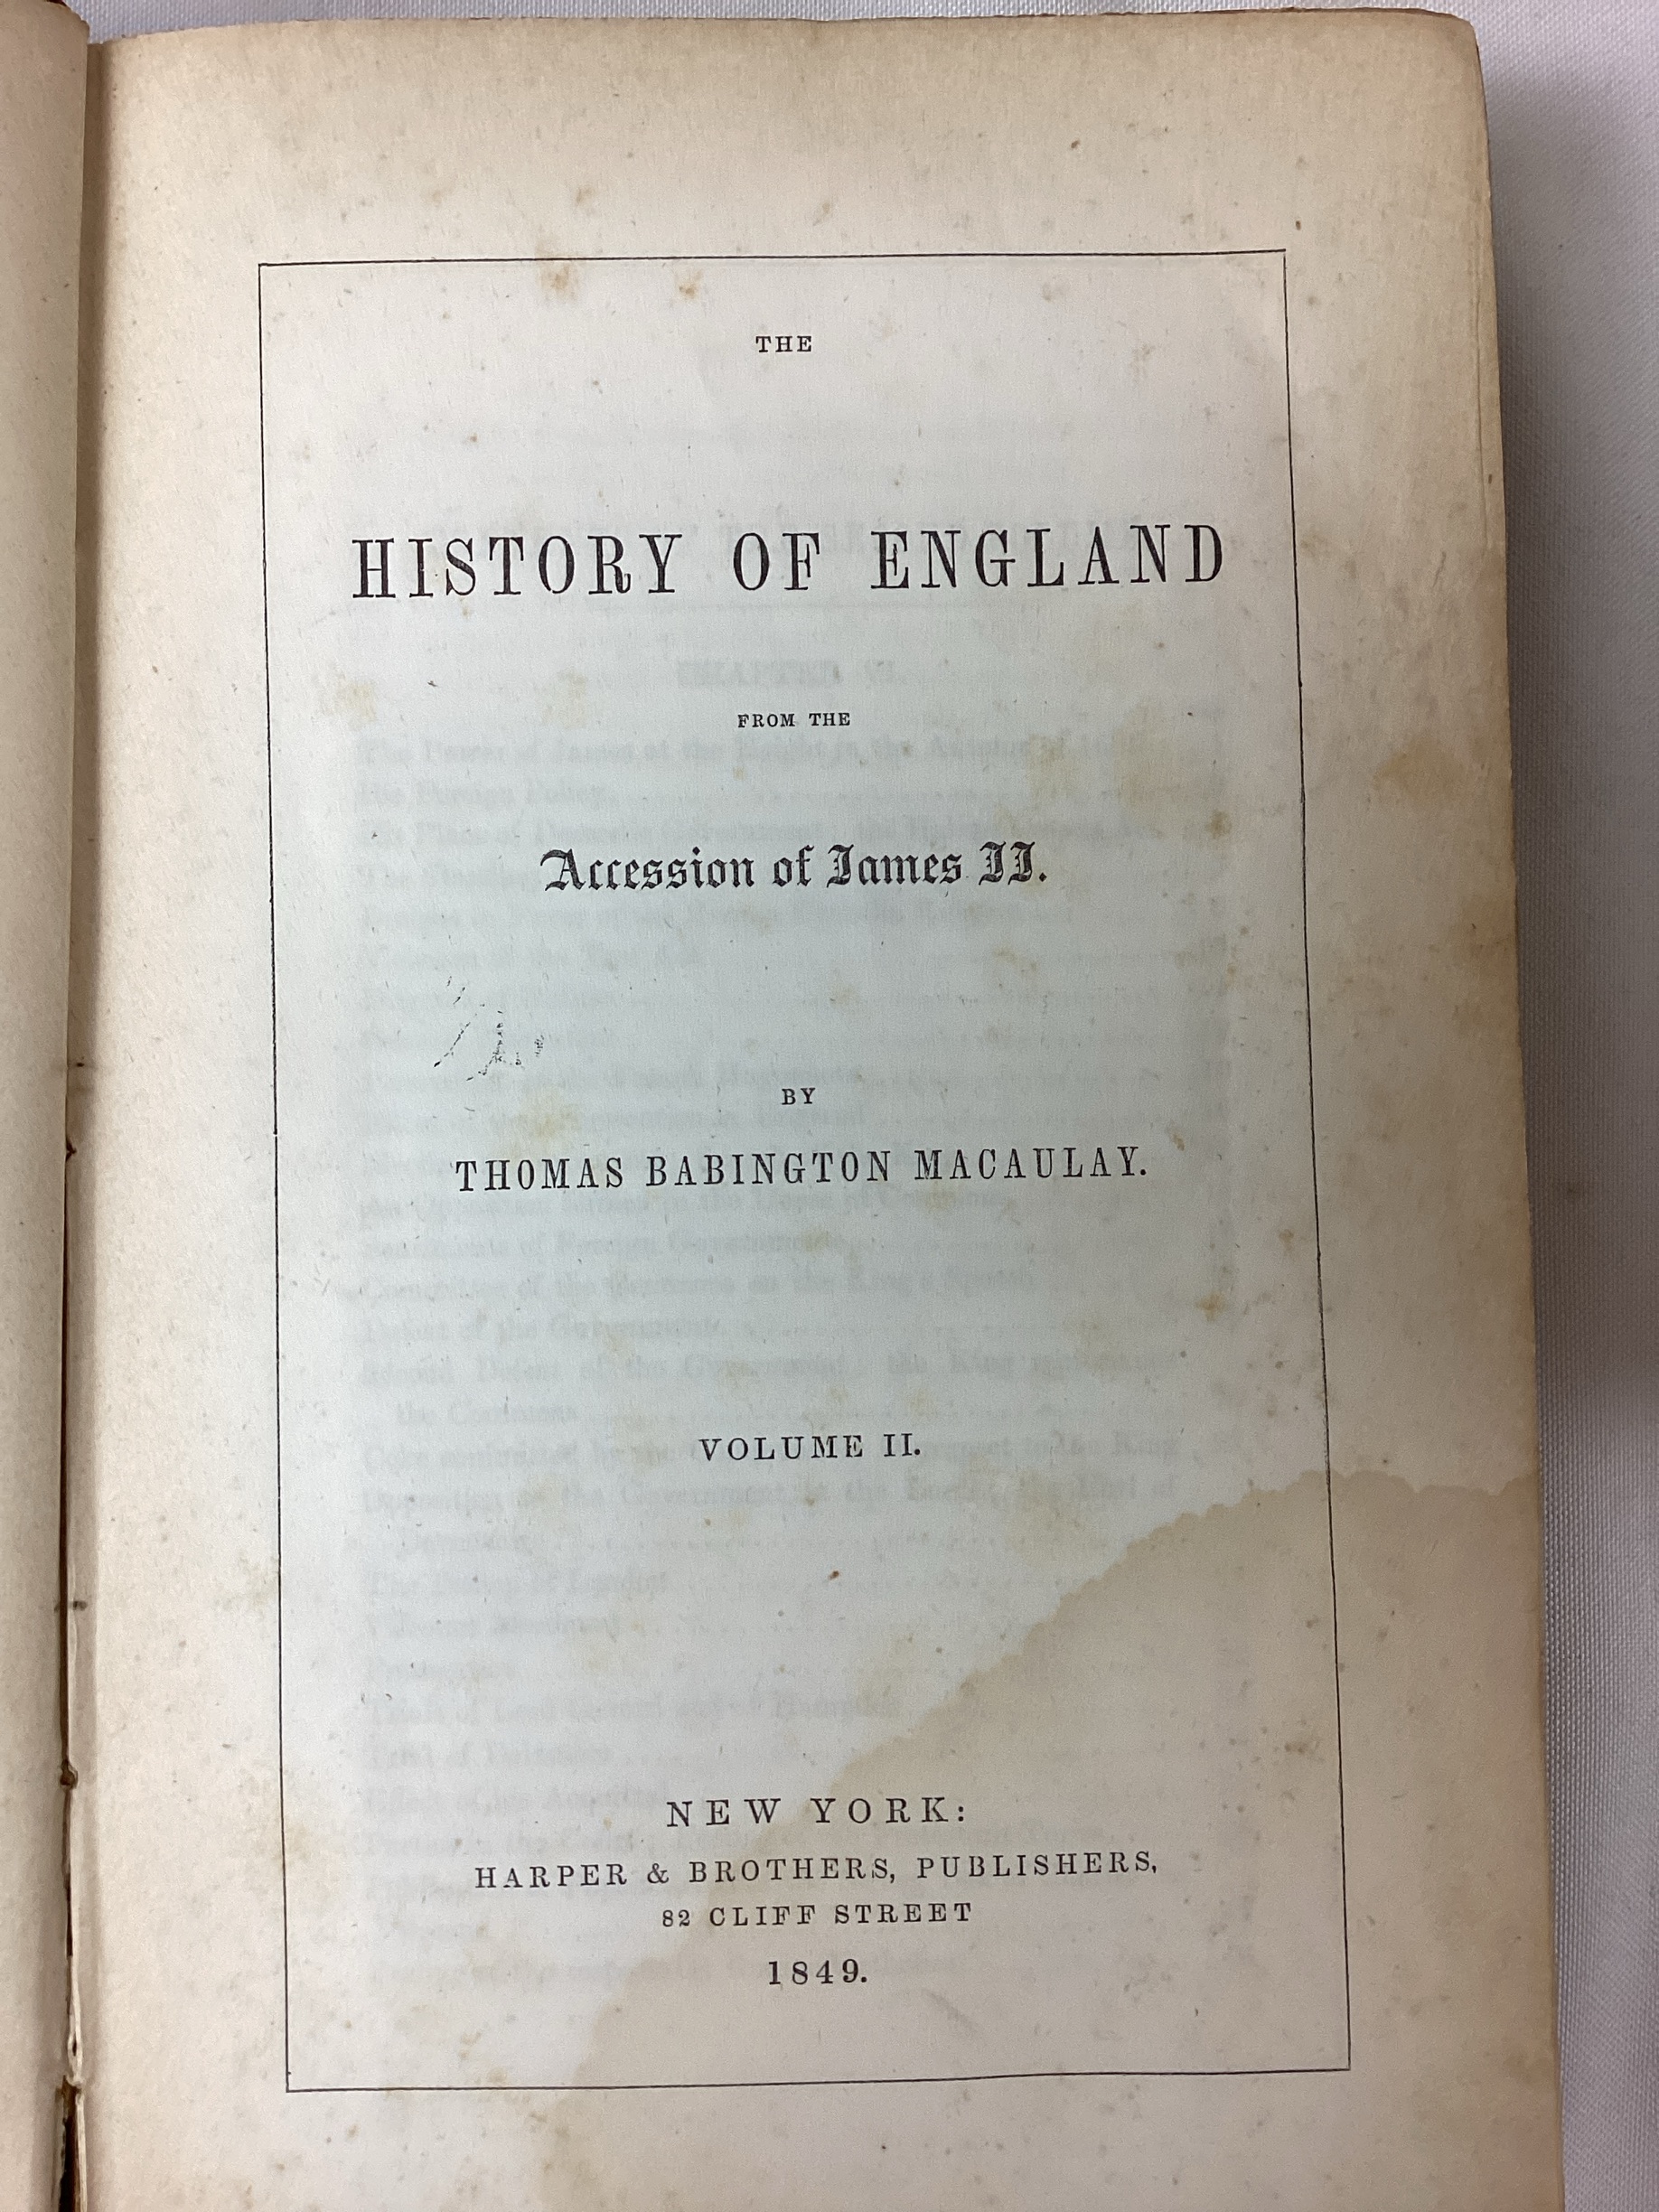 THE
HISTORY OF ENGLAND
FROM THE
Accession of James II.
BY
THOMAS BABINGTON MACAULAY.
VOLUME II.
NEW YORK:
HARPER & BROTHERS, PUBLISHERS,
82 CLIFF STREET
1849.